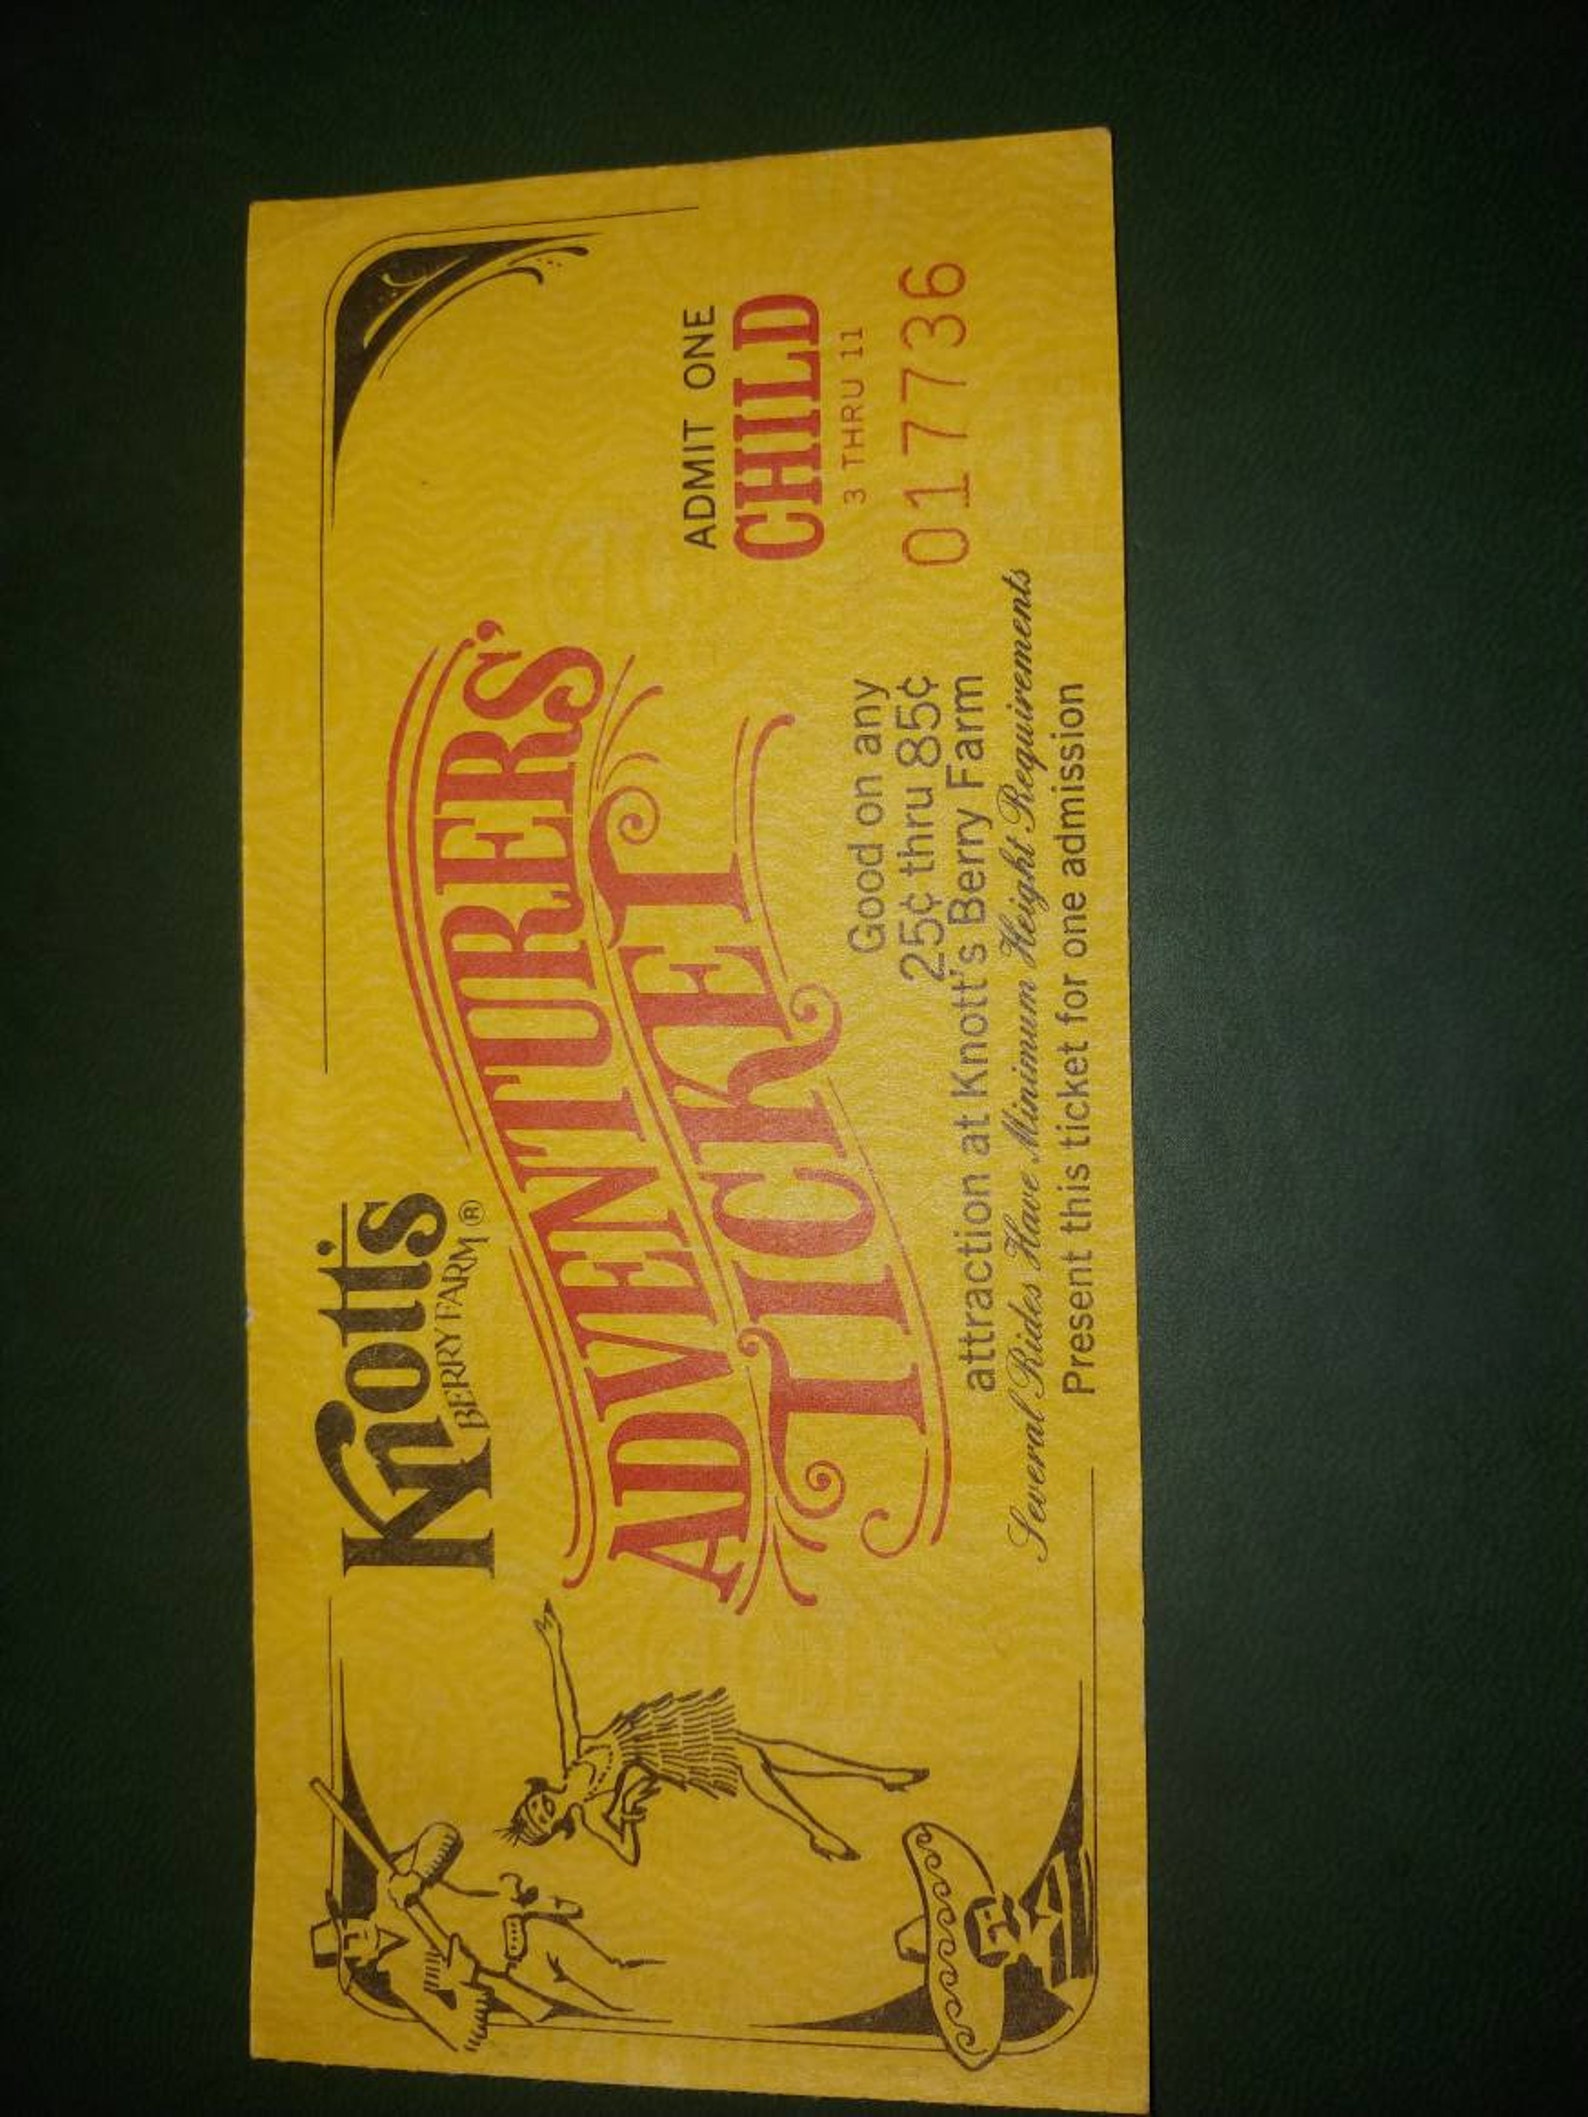 Knott's
BERRY FARM ®
ADVENTURERS'
TICKET
ADMIT ONE
CHILD
3 THRU 11
017736
Good on any
25¢ thru 85¢
attraction at Knott's Berry Farm
Several Rides Have Minimum Height Requirements
Present this ticket for one admission